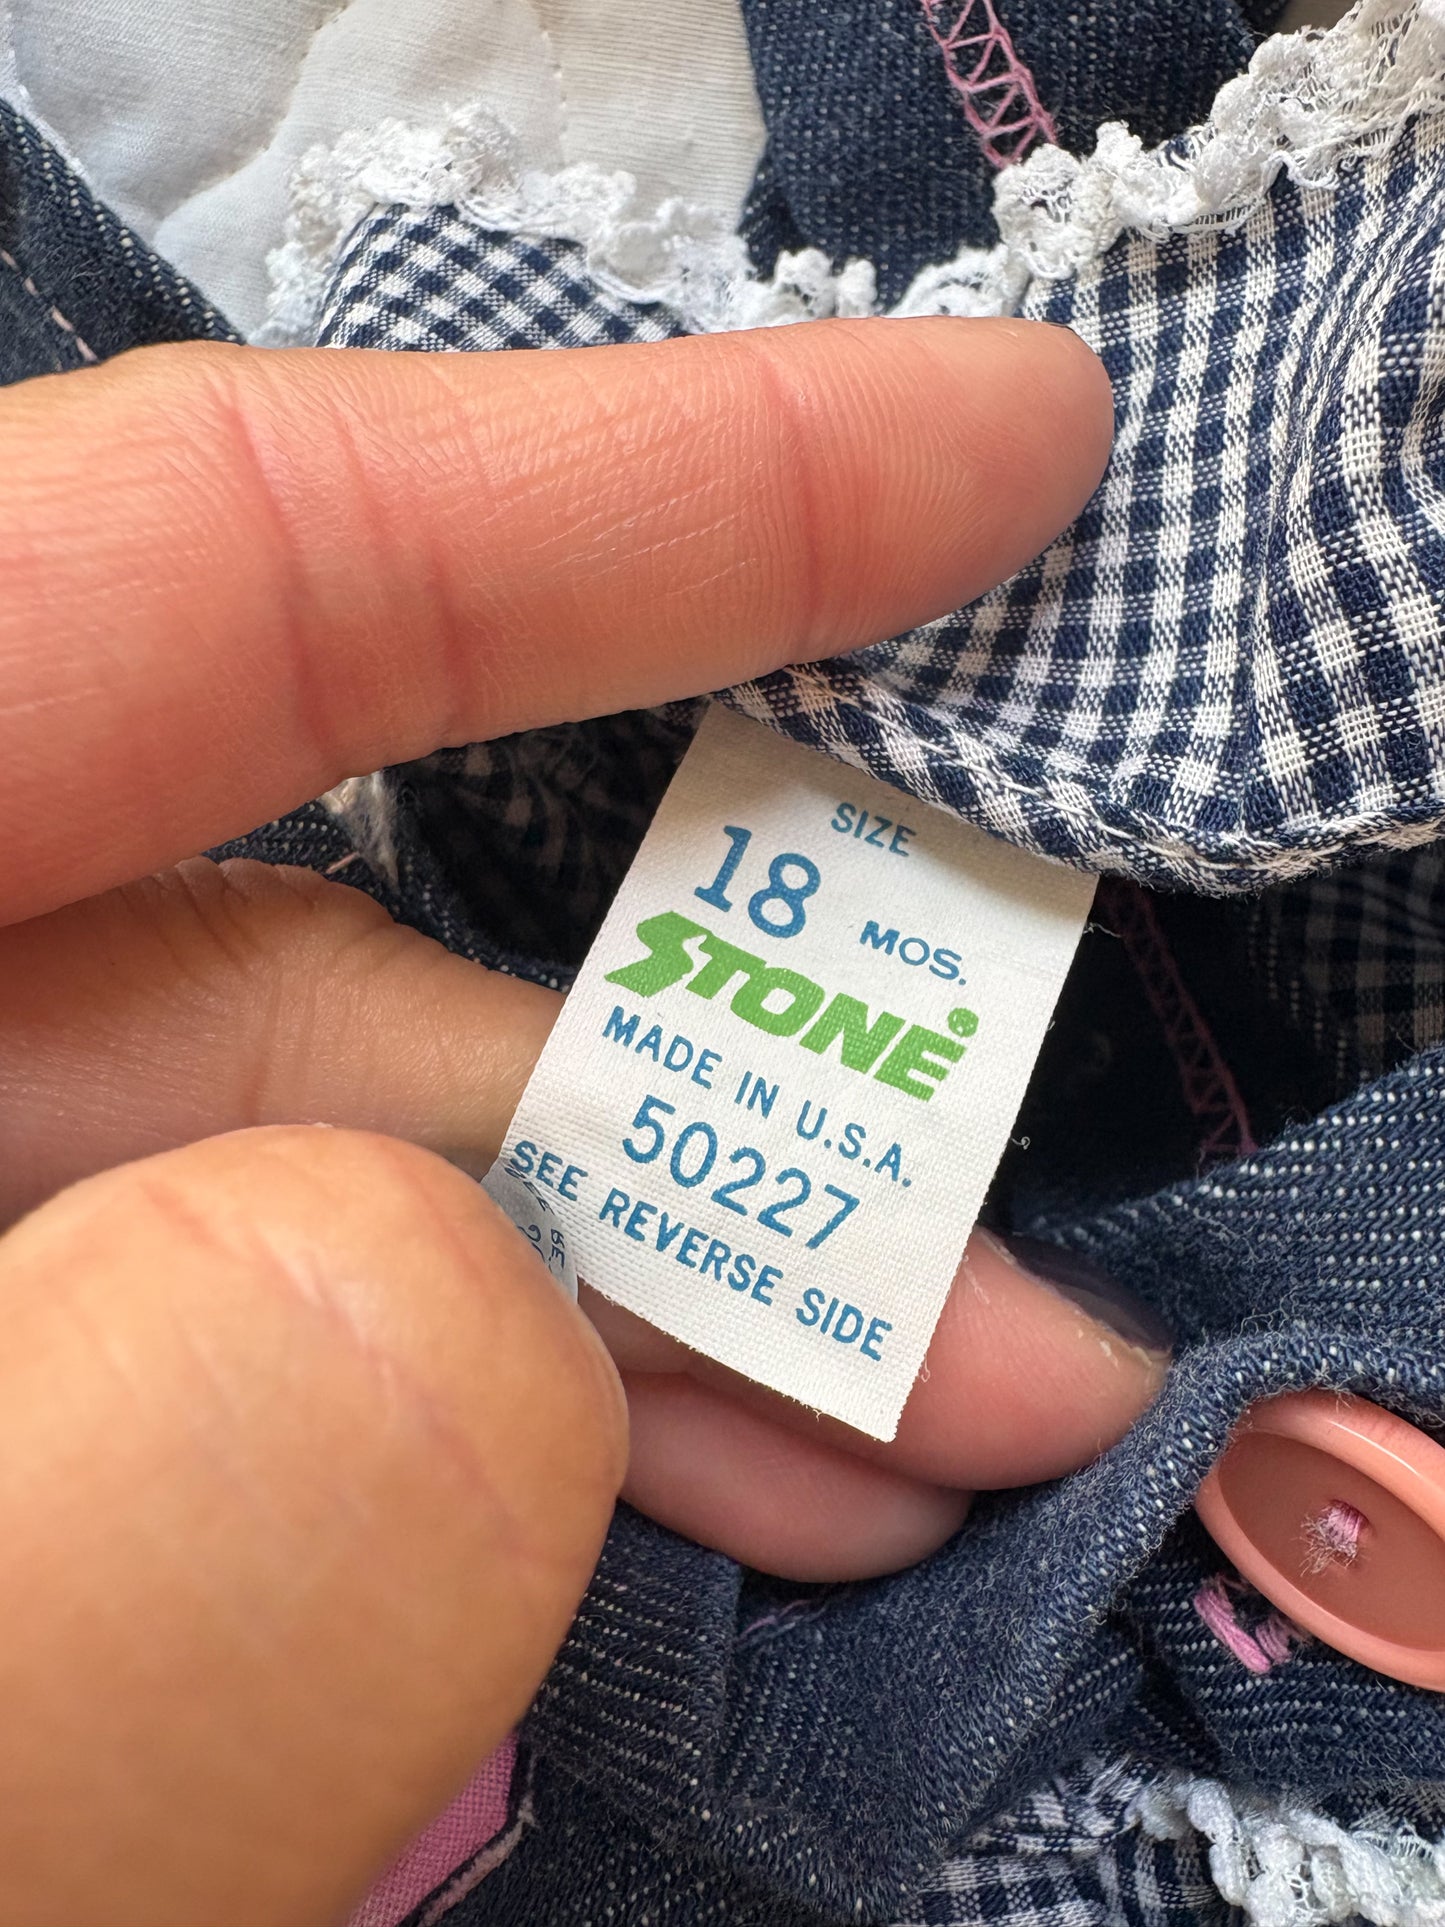 SIZE
18 MOS.
STONE
MADE IN U.S.A.
50227
SEE REVERSE SIDE